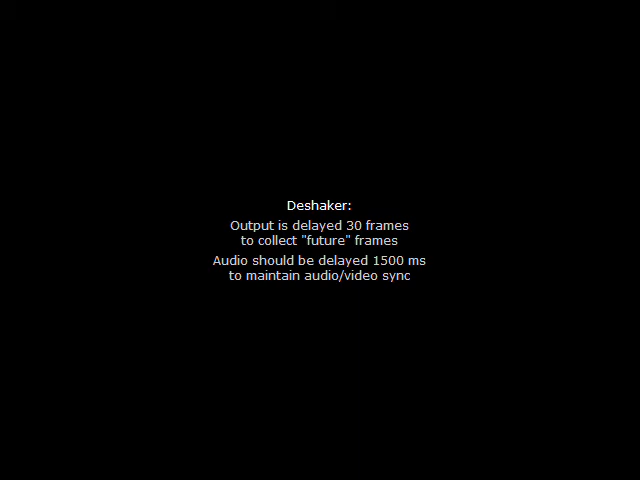 Deshaker:
Output is delayed 30 frames
to collect "future" frames
Audio should be delayed 1500 ms
to maintain audio/video sync